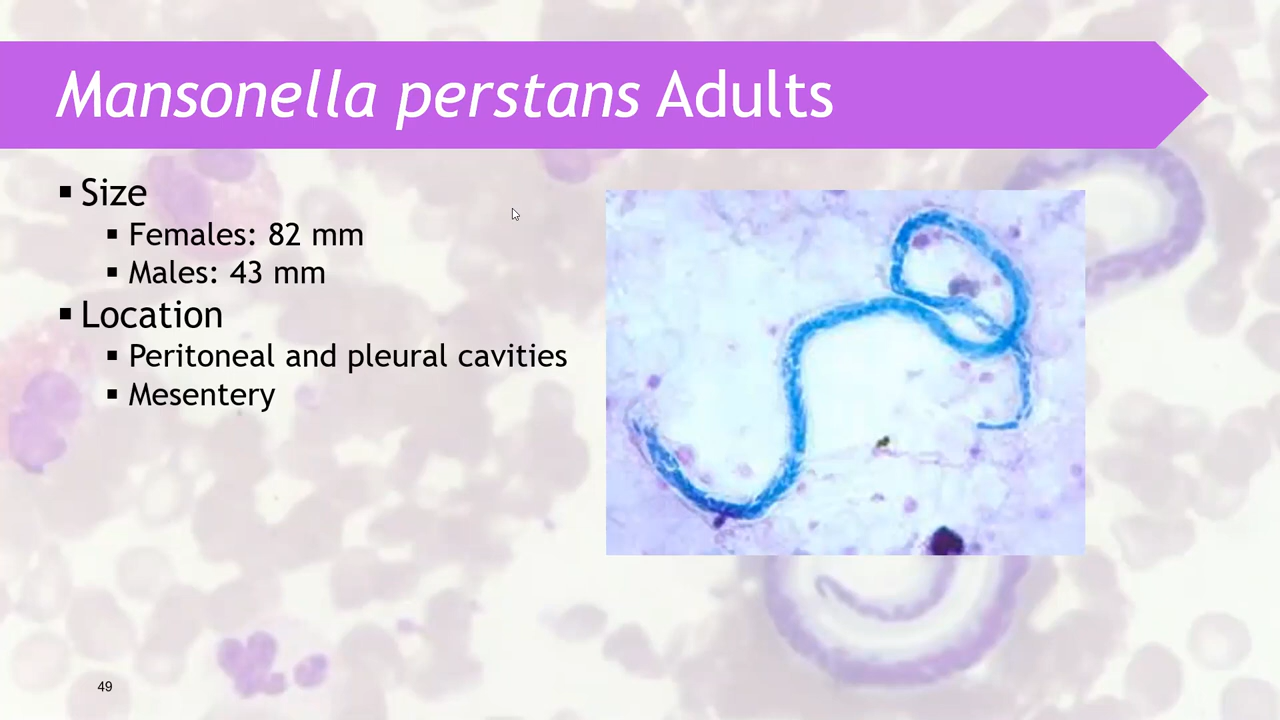 Mansonella perstans Adults
Size
Females: 82 mm
Males: 43 mm
Location
Peritoneal and pleural cavities
Mesentery
49